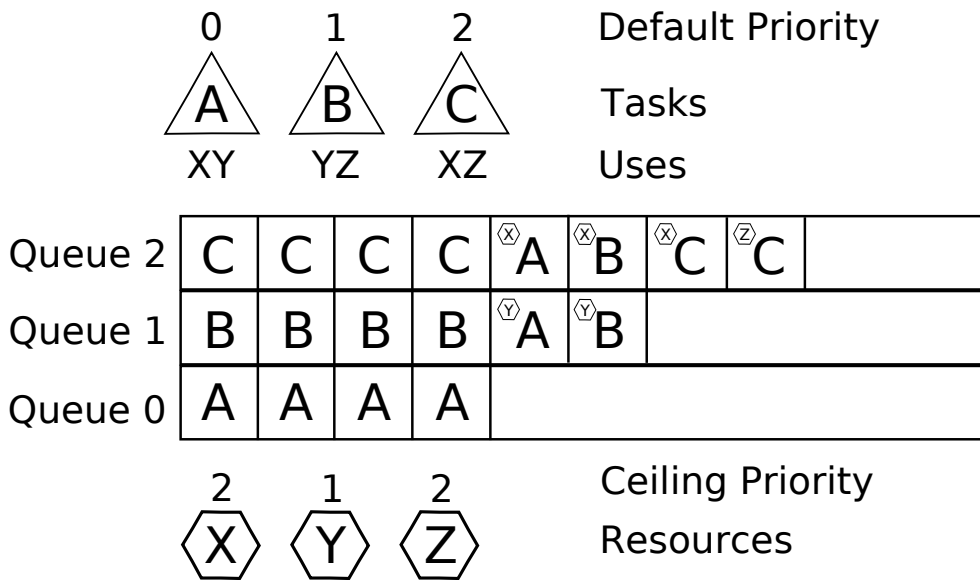 0 1 2 Default Priority
A B C Tasks
XY YZ XZ Uses
Queue 2 C C C C X A X B X C Z C
Queue 1 B B B B Y A Y B
Queue 0 A A A A
2 1 2 Ceiling Priority
X Y Z Resources